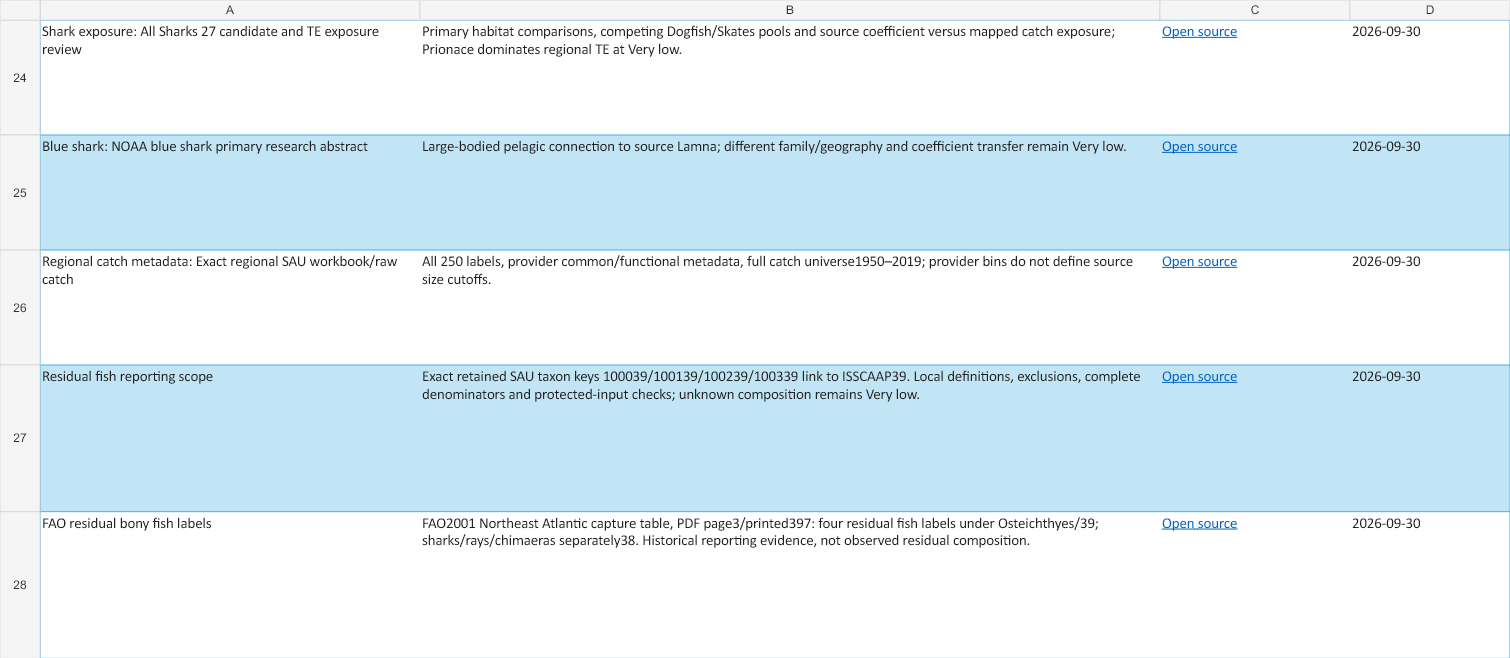 A B C D
24
Shark exposure: All Sharks 27 candidate and TE exposure
review
Primary habitat comparisons, competing Dogfish/Skates pools and source coefficient versus mapped catch exposure;
Prionace dominates regional TE at Very low.
Open source
2026-09-30
25
Blue shark: NOAA blue shark primary research abstract
Large-bodied pelagic connection to source Lamna; different family/geography and coefficient transfer remain Very low.
Open source
2026-09-30
26
Regional catch metadata: Exact regional SAU workbook/raw
catch
All 250 labels, provider common/functional metadata, full catch universe1950–2019; provider bins do not define source
size cutoffs.
Open source
2026-09-30
27
Residual fish reporting scope
Exact retained SAU taxon keys 100039/100139/100239/100339 link to ISSCAAP39. Local definitions, exclusions, complete
denominators and protected-input checks; unknown composition remains Very low.
Open source
2026-09-30
28
FAO residual bony fish labels
FAO2001 Northeast Atlantic capture table, PDF page3/printed397: four residual fish labels under Osteichthyes/39;
sharks/rays/chimaeras separately38. Historical reporting evidence, not observed residual composition.
Open source
2026-09-30